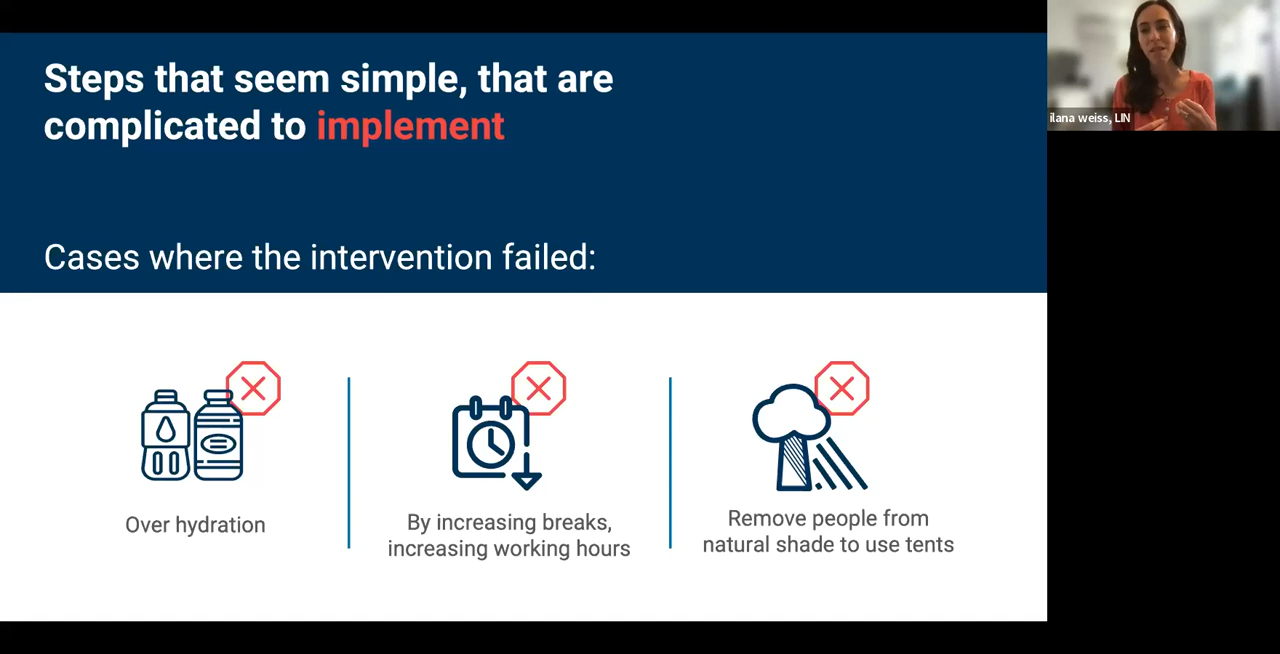 Steps that seem simple, that are
complicated to implement
Cases where the intervention failed:
Over hydration
By increasing breaks,
increasing working hours
Remove people from
natural shade to use tents
ilana weiss, LIN